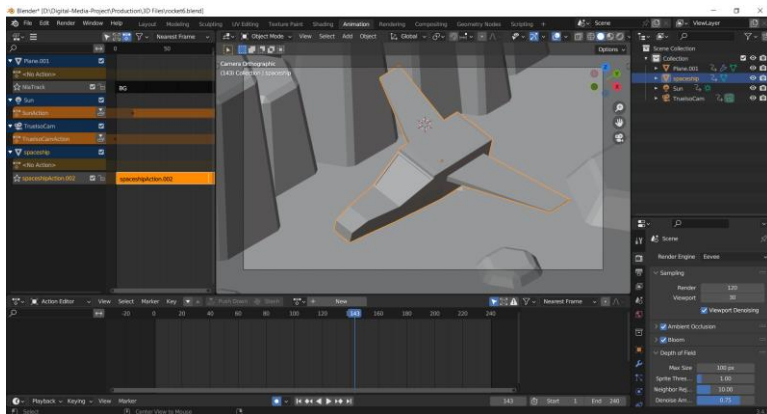 Blender* [D:\Digital-Media-Project\Production\3D Files\rocket6.blend]
File Edit Render Window Help Layout Modeling Sculpting UV Editing Texture Paint Shading Animation Rendering Compositing Geometry Nodes Scripting + Scene ViewLayer
Nearest Frame Object Mode View Select Add Object Global
0 50 Options
Plane.001 Camera Orthographic Scene Collection
<No Action> (143) Collection | spaceship Collection
NlaTrack BG Plane.001
Sun spaceship
SunAction Sun
TrueIsoCam TrueIsoCam
TrueIsoCamAction
spaceship
<No Action>
spaceshipAction.002 spaceshipAction.002
Scene
Render Engine Eevee
Sampling
Render 120
Viewport 30
Action Editor View Select Marker Key Push Down Stash New Nearest Frame
Viewport Denoising
-20 0 20 40 60 80 100 120 143 160 180 200 220 240
Ambient Occlusion
Bloom
Depth of Field
Max Size 100 px
Sprite Thres... 1.00
Neighbor Rej... 10.00
Playback Keying View Marker 143 Start 1 End 240
Denoise Am... 0.75
Select Center View to Mouse